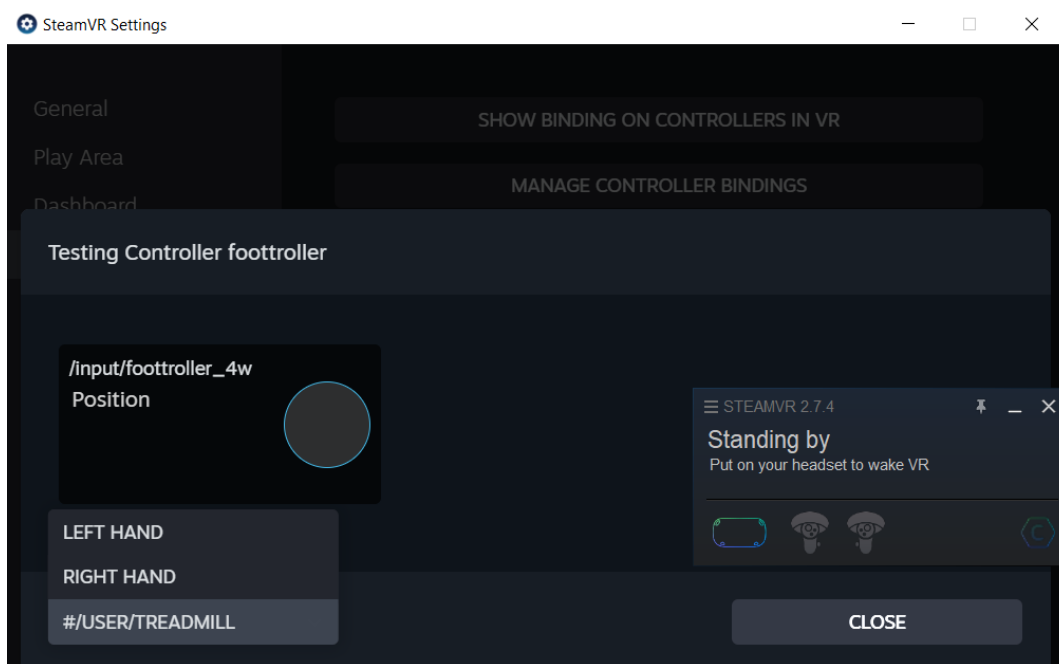 SteamVR Settings
General
Play Area
Dashboard
SHOW BINDING ON CONTROLLERS IN VR
MANAGE CONTROLLER BINDINGS
Testing Controller foottroller
/input/foottroller_4w
Position
STEAMVR 2.7.4
Standing by
Put on your headset to wake VR
C
LEFT HAND
RIGHT HAND
#/USER/TREADMILL
CLOSE